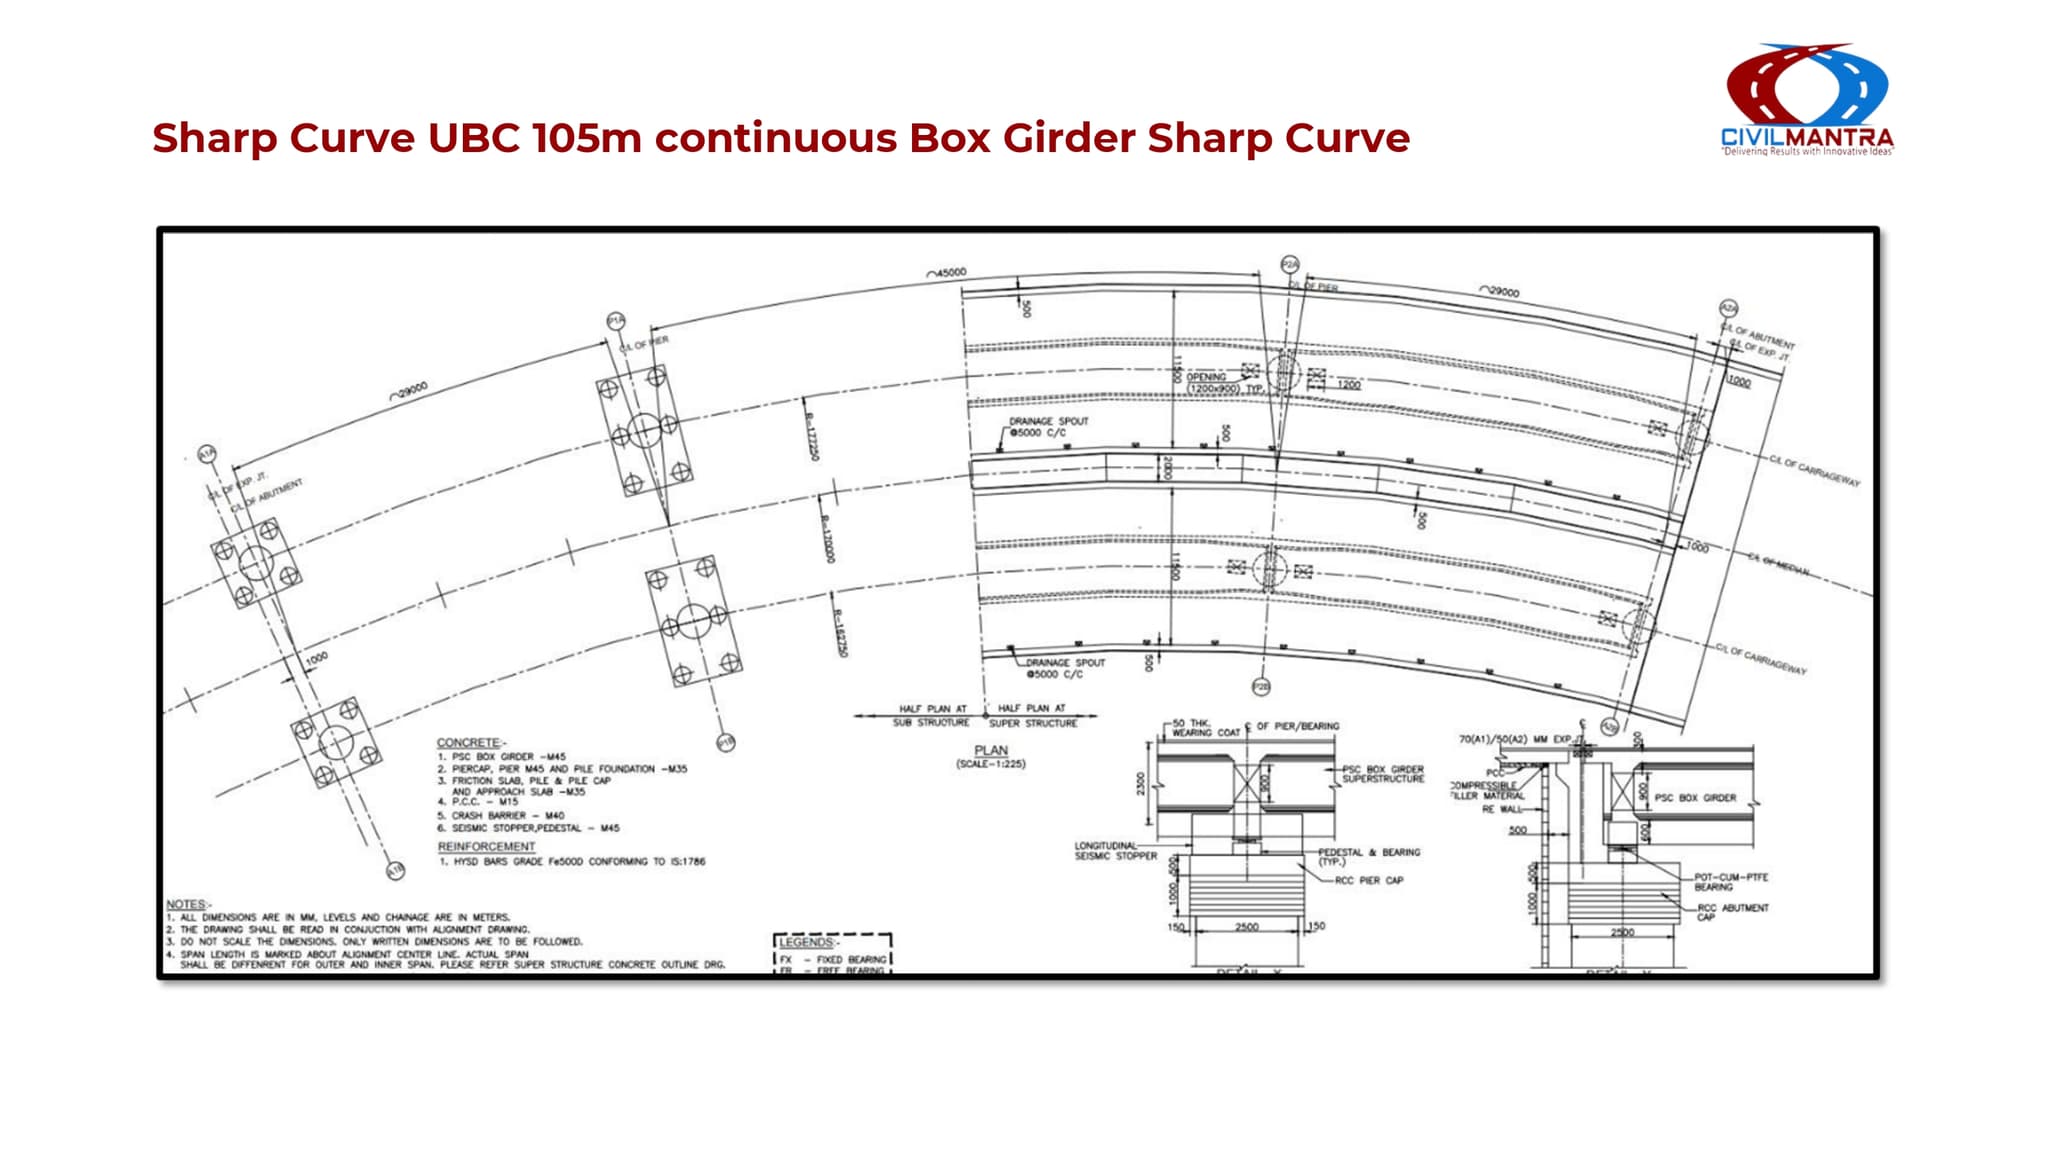 Sharp Curve UBC 105m continuous Box Girder Sharp Curve
CIVILMANTRA
"Delivering Results with Innovative Ideas"
⌒45000
P2A
C/L OF PIER
⌒29000
A2A
C/L OF ABUTMENT
C/L OF EXP. JT.
1000
500
P1A
C/L OF PIER
⌒29000
11500
OPENING
(1200x900) TYP.
1200
DRAINAGE SPOUT
@5000 C/C
500
R=172250
2000
C/L OF CARRIAGEWAY
A1A
C/L OF EXP. JT.
C/L OF ABUTMENT
R=170000
500
1000
C/L OF MEDIAN
11500
R=162750
C/L OF CARRIAGEWAY
1000
DRAINAGE SPOUT
@5000 C/C
500
P2B
HALF PLAN AT
SUB STRUCTURE
HALF PLAN AT
SUPER STRUCTURE
PLAN
(SCALE-1:225)
P1B
A1B
CONCRETE:-
1. PSC BOX GIRDER -M45
2. PIERCAP, PIER M45 AND PILE FOUNDATION -M35
3. FRICTION SLAB, PILE & PILE CAP
AND APPROACH SLAB -M35
4. P.C.C. - M15
5. CRASH BARRIER - M40
6. SEISMIC STOPPER,PEDESTAL - M45
REINFORCEMENT
1. HYSD BARS GRADE Fe500D CONFORMING TO IS:1786
NOTES:-
1. ALL DIMENSIONS ARE IN MM, LEVELS AND CHAINAGE ARE IN METERS.
2. THE DRAWING SHALL BE READ IN CONJUCTION WITH ALIGNMENT DRAWING.
3. DO NOT SCALE THE DIMENSIONS. ONLY WRITTEN DIMENSIONS ARE TO BE FOLLOWED.
4. SPAN LENGTH IS MARKED ABOUT ALIGNMENT CENTER LINE. ACTUAL SPAN
SHALL BE DIFFENRENT FOR OUTER AND INNER SPAN. PLEASE REFER SUPER STRUCTURE CONCRETE OUTLINE DRG.
LEGENDS:-
FX - FIXED BEARING
FR - FREE BEARING
50 THK.
WEARING COAT
℄ OF PIER/BEARING
2300
900
PSC BOX GIRDER
SUPERSTRUCTURE
LONGITUDINAL
SEISMIC STOPPER
PEDESTAL & BEARING
(TYP.)
RCC PIER CAP
500
1000
150
2500
150
70(A1)/50(A2) MM EXP.JT.
300
PCC
COMPRESSIBLE
FILLER MATERIAL
RE WALL
900
PSC BOX GIRDER
500
600
POT-CUM-PTFE
BEARING
RCC ABUTMENT
CAP
500
1000
2500